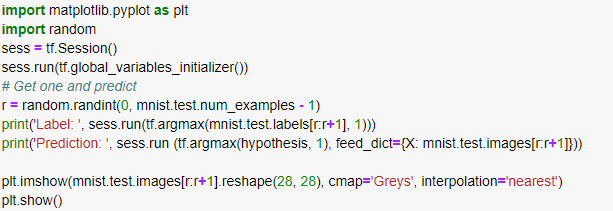 import matplotlib.pyplot as plt
import random
sess = tf.Session()
sess.run(tf.global_variables_initializer())
# Get one and predict
r = random.randint(0, mnist.test.num_examples - 1)
print('Label: ', sess.run(tf.argmax(mnist.test.labels[r:r+1], 1)))
print('Prediction: ', sess.run (tf.argmax(hypothesis, 1), feed_dict={X: mnist.test.images[r:r+1]}))
plt.imshow(mnist.test.images[r:r+1].reshape(28, 28), cmap='Greys', interpolation='nearest')
plt.show()